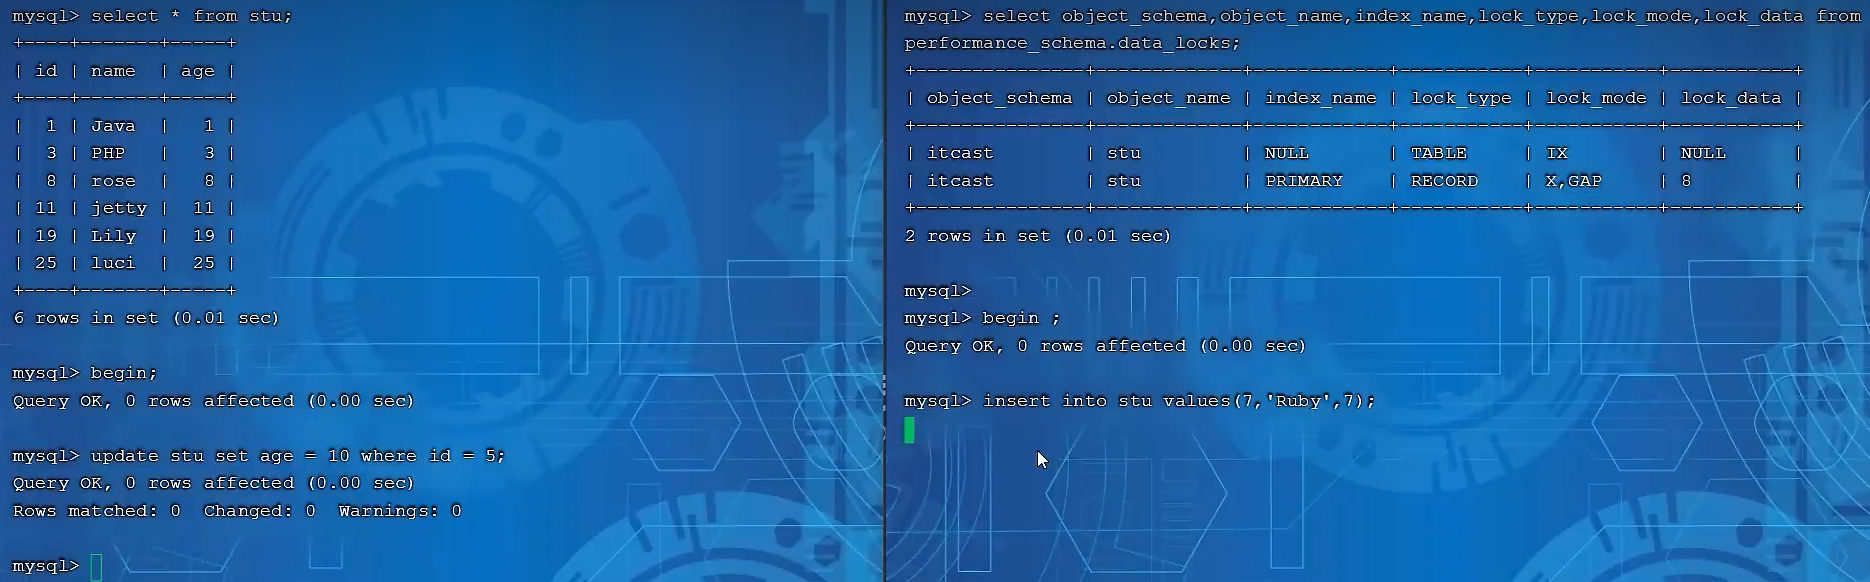 mysql> select * from stu;
+----+-------+-----+
| id | name  | age |
+----+-------+-----+
|  1 | Java  |   1 |
|  3 | PHP   |   3 |
|  8 | rose  |   8 |
| 11 | jetty |  11 |
| 19 | Lily  |  19 |
| 25 | luci  |  25 |
+----+-------+-----+
6 rows in set (0.01 sec)
mysql> begin;
Query OK, 0 rows affected (0.00 sec)
mysql> update stu set age = 10 where id = 5;
Query OK, 0 rows affected (0.00 sec)
Rows matched: 0  Changed: 0  Warnings: 0
mysql>
mysql> select object_schema,object_name,index_name,lock_type,lock_mode,lock_data from
performance_schema.data_locks;
+---------------+-------------+------------+-----------+-----------+-----------+
| object_schema | object_name | index_name | lock_type | lock_mode | lock_data |
+---------------+-------------+------------+-----------+-----------+-----------+
| itcast        | stu         | NULL       | TABLE     | IX        | NULL      |
| itcast        | stu         | PRIMARY    | RECORD    | X,GAP     | 8         |
+---------------+-------------+------------+-----------+-----------+-----------+
2 rows in set (0.01 sec)
mysql>
mysql> begin ;
Query OK, 0 rows affected (0.00 sec)
mysql> insert into stu values(7,'Ruby',7);